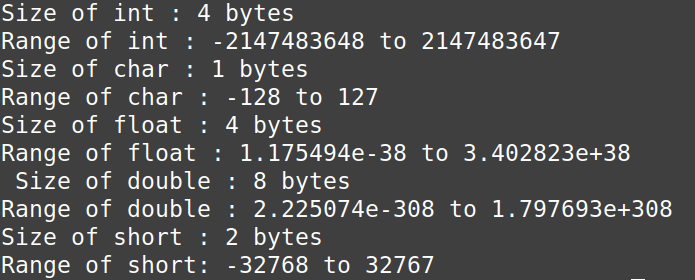 Size of int : 4 bytes
Range of int : -2147483648 to 2147483647
Size of char : 1 bytes
Range of char : -128 to 127
Size of float : 4 bytes
Range of float : 1.175494e-38 to 3.402823e+38
 Size of double : 8 bytes
Range of double : 2.225074e-308 to 1.797693e+308
Size of short : 2 bytes
Range of short: -32768 to 32767